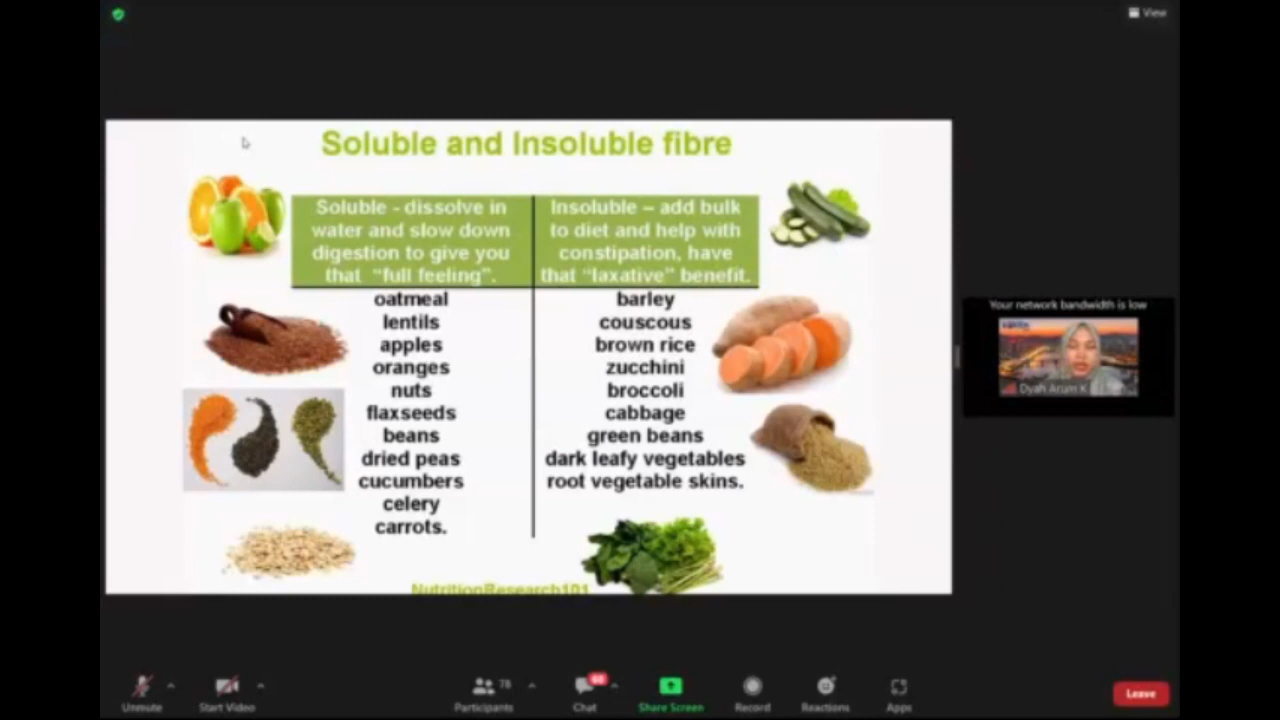 View
Soluble and Insoluble fibre
Soluble - dissolve in
water and slow down
digestion to give you
that “full feeling”.
Insoluble – add bulk
to diet and help with
constipation, have
that “laxative” benefit.
oatmeal
lentils
apples
oranges
nuts
flaxseeds
beans
dried peas
cucumbers
celery
carrots.
barley
couscous
brown rice
zucchini
broccoli
cabbage
green beans
dark leafy vegetables
root vegetable skins.
NutritionResearch101
Your network bandwidth is low
Dyah Arum K
Unmute
Start Video
Participants
78
Chat
Share Screen
Record
Reactions
Apps
Leave